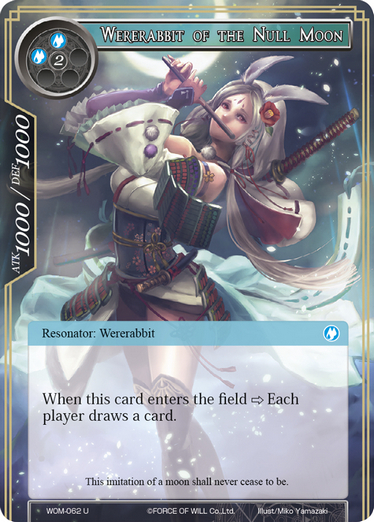 WERERABBIT OF THE NULL MOON
2
ATK 1000 / DEF 1000
Resonator: Wererabbit
When this card enters the field ⇨ Each
player draws a card.
This imitation of a moon shall never cease to be.
* WOM-062 U ©FORCE OF WILL Co.,Ltd. Illust/Miko Yamazaki